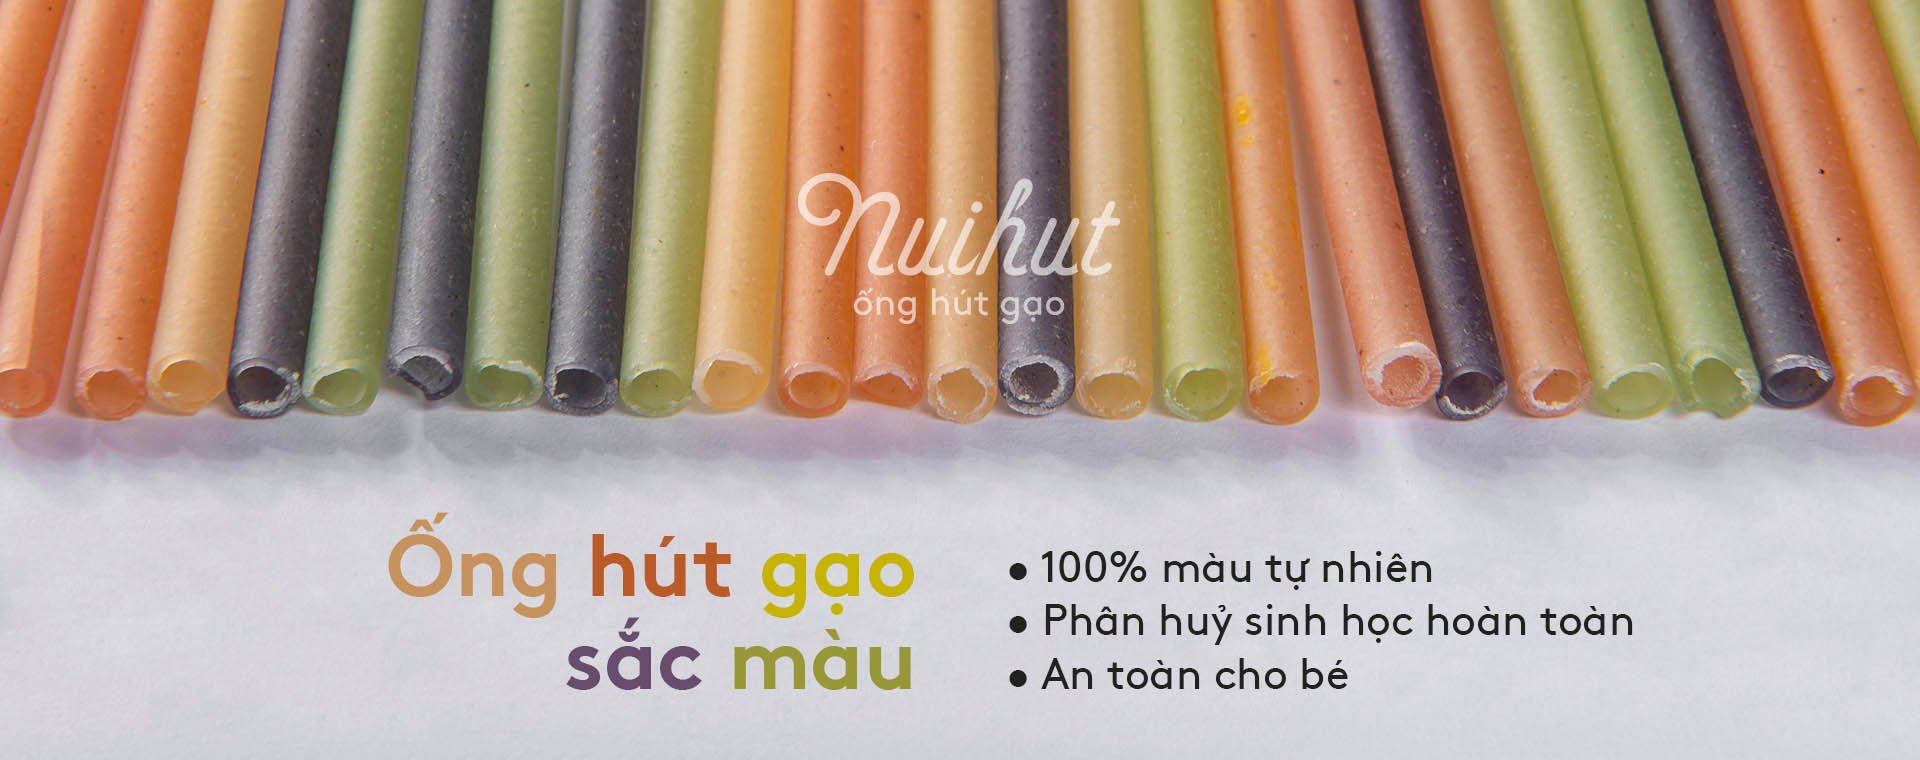 Nuihut
ống hút gạo
Ống hút gạo
sắc màu
• 100% màu tự nhiên
• Phân huỷ sinh học hoàn toàn
• An toàn cho bé